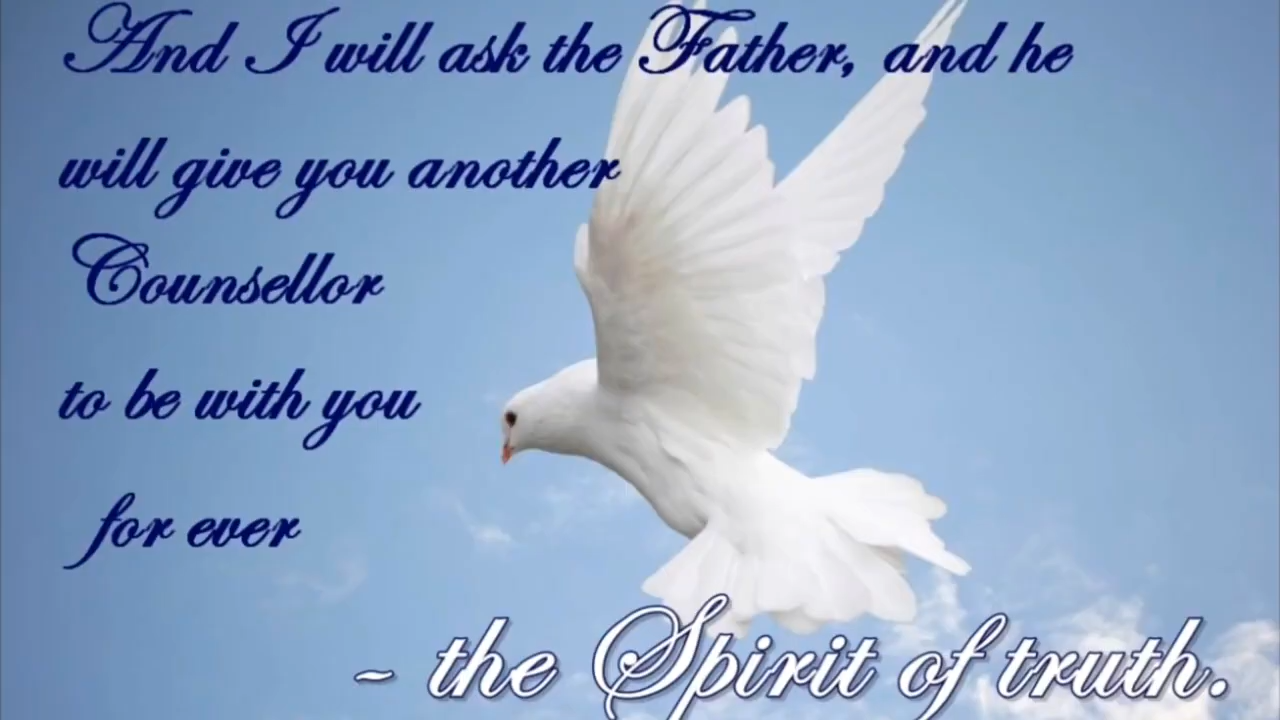 And I will ask the Father, and he
will give you another
Counsellor
to be with you
for ever
~ the Spirit of truth.